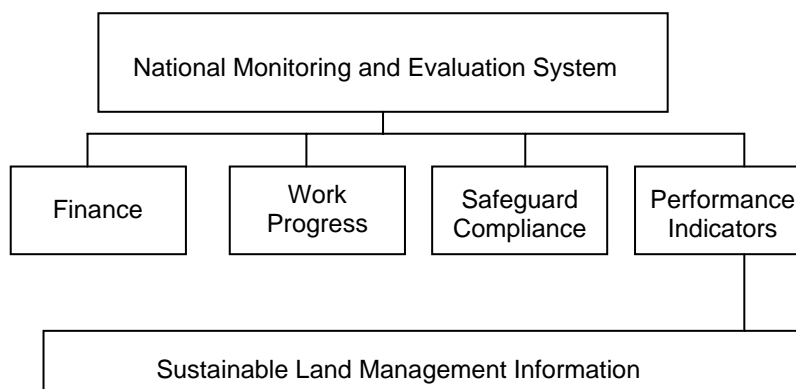 National Monitoring and Evaluation System
Finance
Work
Progress
Safeguard
Compliance
Performance
Indicators
Sustainable Land Management Information